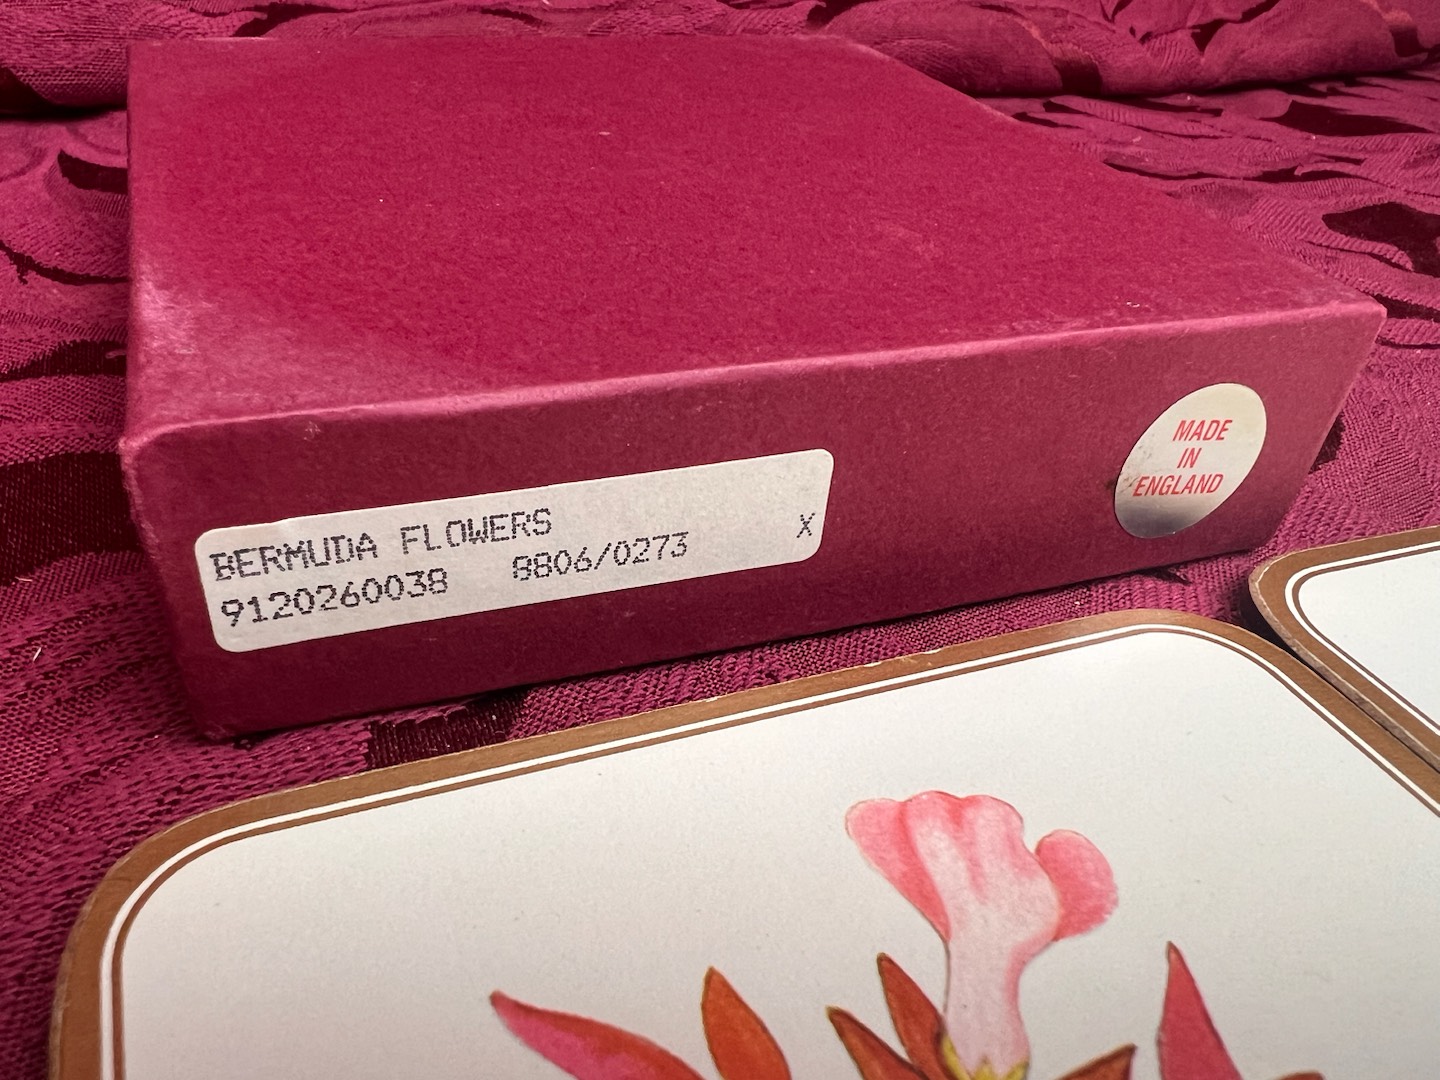 BERMUDA FLOWERS
9120260038 8806/0273 X
MADE
IN
ENGLAND